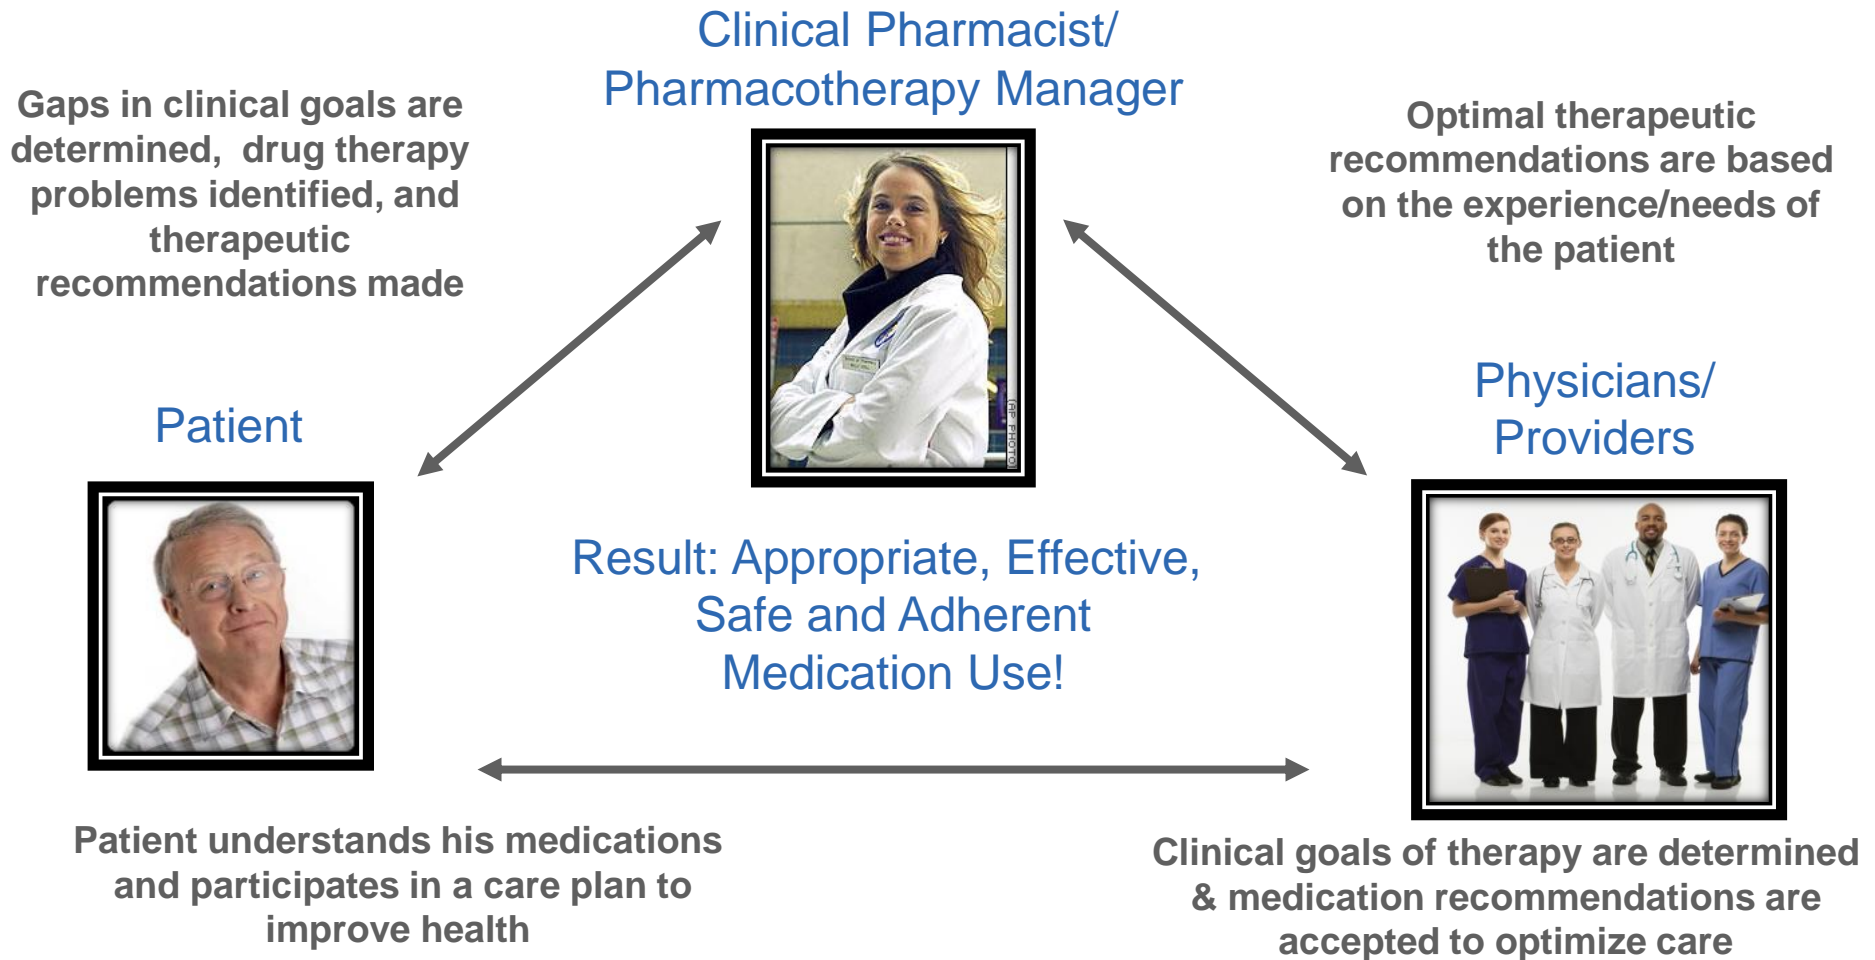 Clinical Pharmacist/
Pharmacotherapy Manager
Gaps in clinical goals are
determined, drug therapy
problems identified, and
therapeutic
recommendations made
Optimal therapeutic
recommendations are based
on the experience/needs of
the patient
(AP PHOTO)
Patient
Physicians/
Providers
Result: Appropriate, Effective,
Safe and Adherent
Medication Use!
Patient understands his medications
and participates in a care plan to
improve health
Clinical goals of therapy are determined
& medication recommendations are
accepted to optimize care